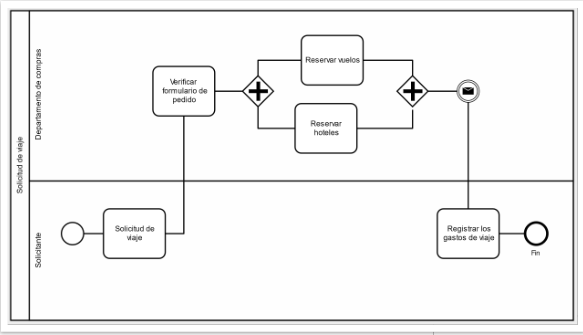 Solicitud de viaje
Departamento de compras
Verificar
formulario de
pedido
Reservar vuelos
Reservar
hoteles
Solicitante
Solicitud de
viaje
Registrar los
gastos de viaje
Fin